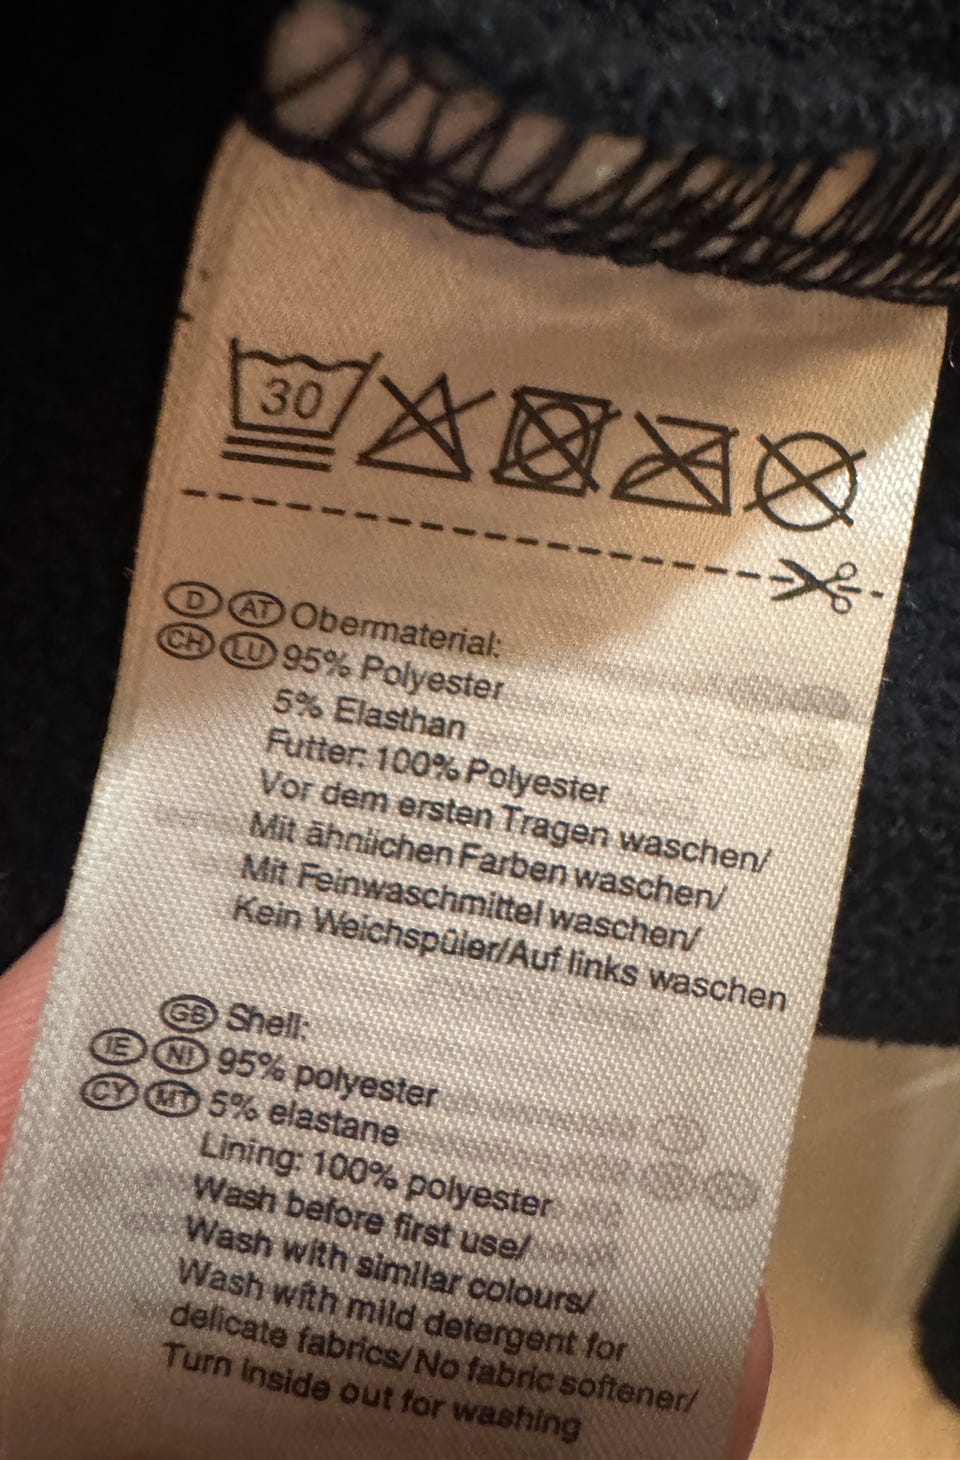 30
D AT Obermaterial:
CH LU 95% Polyester
5% Elasthan
Futter: 100% Polyester
Vor dem ersten Tragen waschen/
Mit ähnlichen Farben waschen/
Mit Feinwaschmittel waschen/
Kein Weichspüler/Auf links waschen
GB Shell:
IE NI 95% polyester
CY MT 5% elastane
Lining: 100% polyester
Wash before first use/
Wash with similar colours/
Wash with mild detergent for
delicate fabrics/No fabric softener/
Turn inside out for washing